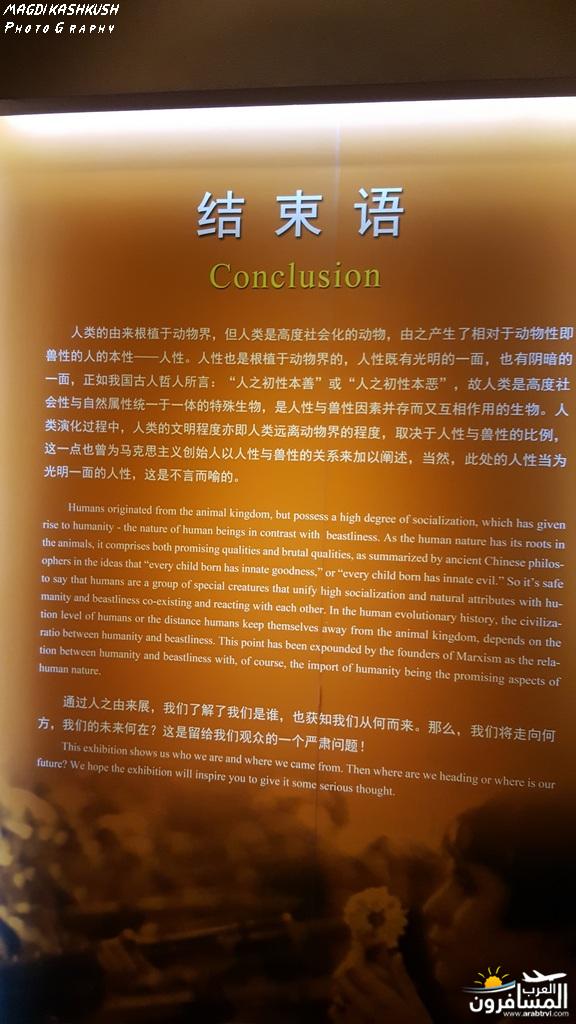 MAGDI KASHKUSH
PHOTOGRAPHY
结束语
Conclusion
人类的由来根植于动物界，但人类是高度社会化的动物，由之产生了相对于动物性即
兽性的人的本性——人性。人性也是根植于动物界的，人性既有光明的一面，也有阴暗的
一面，正如我国古人哲人所言：“人之初性本善”或“人之初性本恶”，故人类是高度社
会性与自然属性统一于一体的特殊生物，是人性与兽性因素并存而又互相作用的生物。人
类演化过程中，人类的文明程度亦即人类远离动物界的程度，取决于人性与兽性的比例，
这一点也曾为马克思主义创始人以人性与兽性的关系来加以阐述，当然，此处的人性当为
光明一面的人性，这是不言而喻的。
Humans originated from the animal kingdom, but possess a high degree of socialization, which has given
rise to humanity - the nature of human beings in contrast with beastliness. As the human nature has its roots in
the animals, it comprises both promising qualities and brutal qualities, as summarized by ancient Chinese philos-
ophers in the ideas that “every child born has innate goodness,” or “every child born has innate evil.” So it’s safe
to say that humans are a group of special creatures that unify high socialization and natural attributes with hu-
manity and beastliness co-existing and reacting with each other. In the human evolutionary history, the civiliza-
tion level of humans or the distance humans keep themselves away from the animal kingdom, depends on the
ratio between humanity and beastliness. This point has been expounded by the founders of Marxism as the rela-
tion between humanity and beastliness with, of course, the import of humanity being the promising aspects of
human nature.
通过人之由来展，我们了解了我们是谁，也获知我们从何而来。那么，我们将走向何
方，我们的未来何在？这是留给我们观众的一个严肃问题！
This exhibition shows us who we are and where we came from. Then where are we heading or where is our
future? We hope the exhibition will inspire you to give it some serious thought.
العرب
المسافرون
www.arabtrvl.com